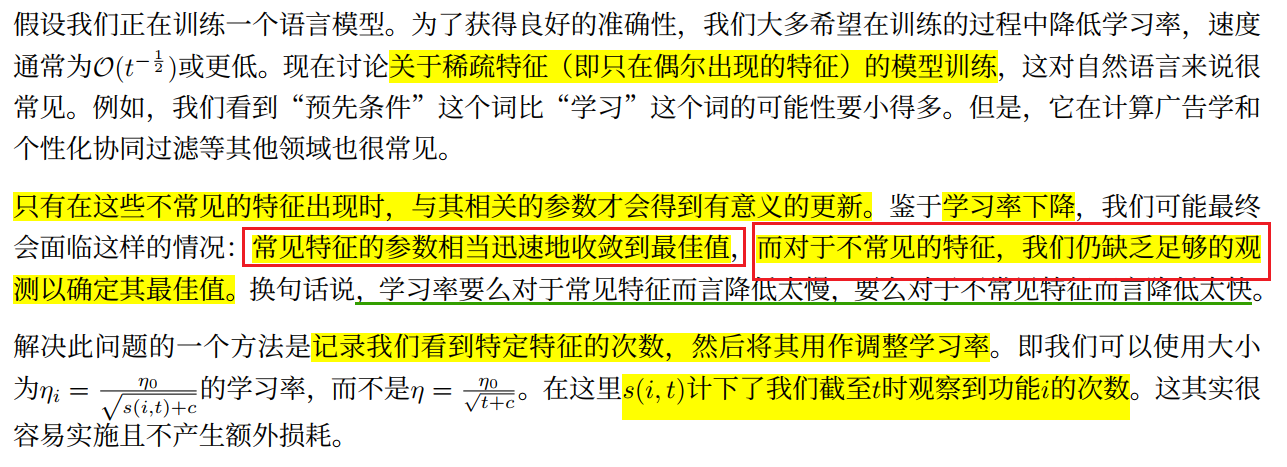 假设我们正在训练一个语言模型。为了获得良好的准确性，我们大多希望在训练的过程中降低学习率，速度
通常为$\mathcal{O}(t^{-\frac{1}{2}})$或更低。现在讨论关于稀疏特征（即只在偶尔出现的特征）的模型训练，这对自然语言来说很
常见。例如，我们看到“预先条件”这个词比“学习”这个词的可能性要小得多。但是，它在计算广告学和
个性化协同过滤等其他领域也很常见。
只有在这些不常见的特征出现时，与其相关的参数才会得到有意义的更新。鉴于学习率下降，我们可能最终
会面临这样的情况：常见特征的参数相当迅速地收敛到最佳值，而对于不常见的特征，我们仍缺乏足够的观
测以确定其最佳值。换句话说，学习率要么对于常见特征而言降低太慢，要么对于不常见特征而言降低太快。
解决此问题的一个方法是记录我们看到特定特征的次数，然后将其用作调整学习率。即我们可以使用大小
为$\eta_i = \frac{\eta_0}{\sqrt{s(i,t)+c}}$的学习率，而不是$\eta = \frac{\eta_0}{\sqrt{t+c}}$。在这里$s(i,t)$计下了我们截至$t$时观察到功能$i$的次数。这其实很
容易实施且不产生额外损耗。